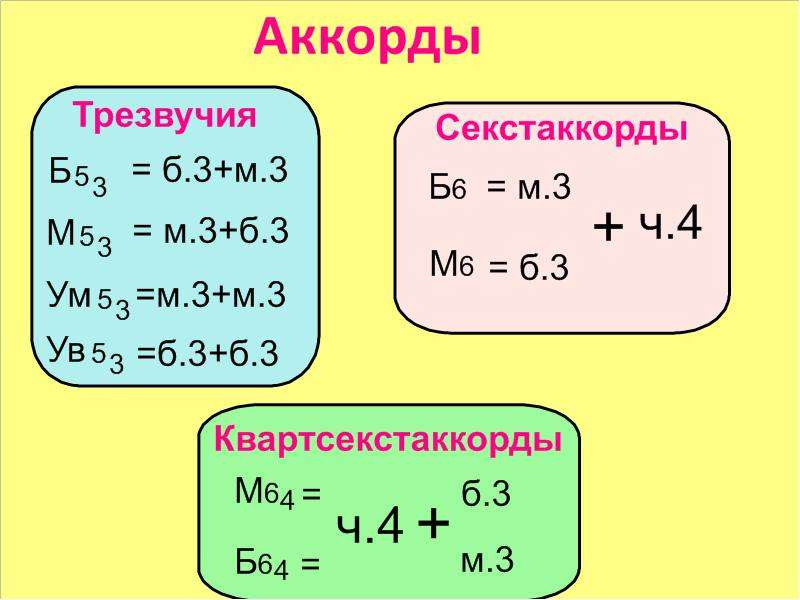 Аккорды
Трезвучия
Б53 = б.3+м.3
М53 = м.3+б.3
Ум53 =м.3+м.3
Ув53 =б.3+б.3
Секстаккорды
Б6 = м.3
+ ч.4
М6 = б.3
Квартсекстаккорды
М64 = б.3
ч.4 +
Б64 = м.3